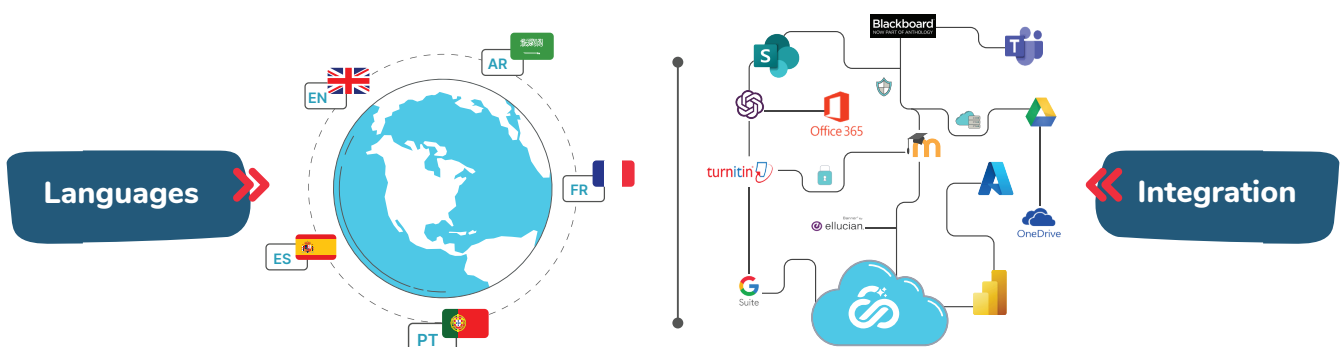 Languages
EN
AR
FR
ES
PT
Blackboard
NOW PART OF ANTHOLOGY
S
T
Office 365
turnitin
m
ellucian
OneDrive
G
Suite
Integration